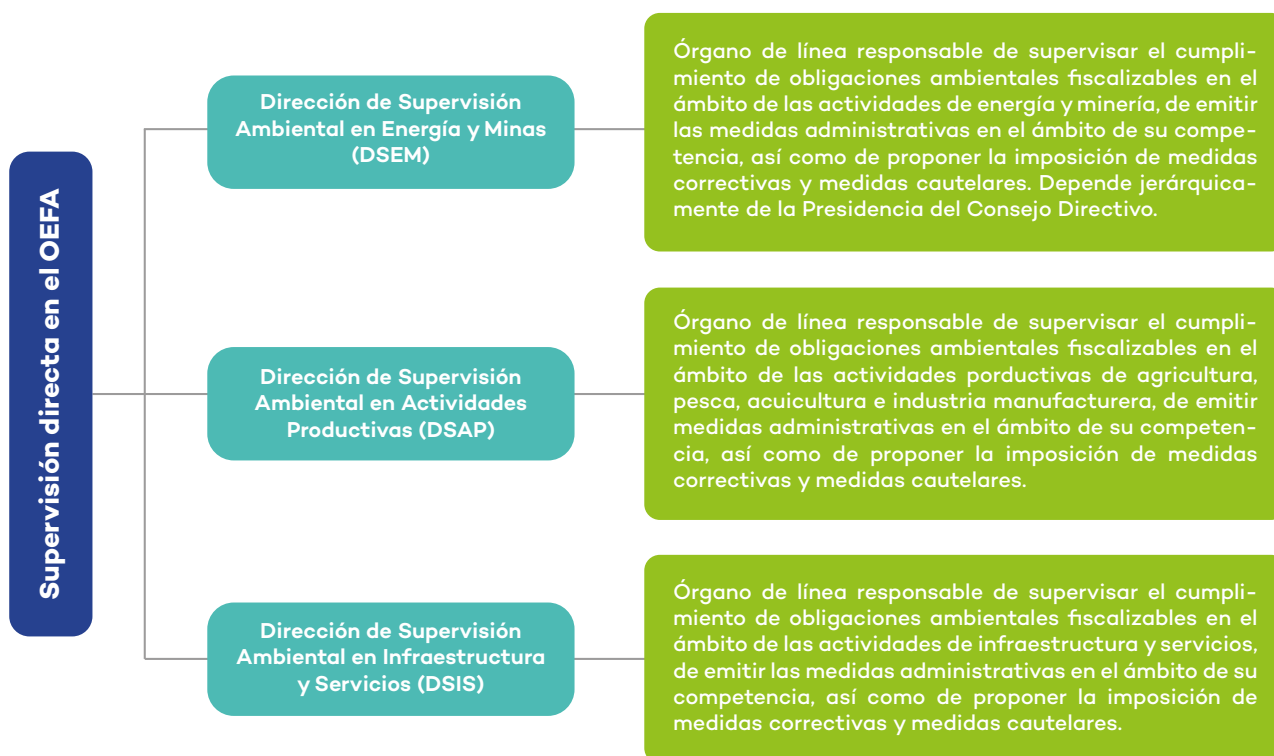 Supervisión directa en el OEFA
Dirección de Supervisión
Ambiental en Energía y Minas
(DSEM)
Órgano de línea responsable de supervisar el cumpli-
miento de obligaciones ambientales fiscalizables en el
ámbito de las actividades de energía y minería, de emitir
las medidas administrativas en el ámbito de su compe-
tencia, así como de proponer la imposición de medidas
correctivas y medidas cautelares. Depende jerárquica-
mente de la Presidencia del Consejo Directivo.
Dirección de Supervisión
Ambiental en Actividades
Productivas (DSAP)
Órgano de línea responsable de supervisar el cumpli-
miento de obligaciones ambientales fiscalizables en el
ámbito de las actividades porductivas de agricultura,
pesca, acuicultura e industria manufacturera, de emitir
medidas administrativas en el ámbito de su competen-
cia, así como de proponer la imposición de medidas
correctivas y medidas cautelares.
Dirección de Supervisión
Ambiental en Infraestructura
y Servicios (DSIS)
Órgano de línea responsable de supervisar el cumpli-
miento de obligaciones ambientales fiscalizables en el
ámbito de las actividades de infraestructura y servicios,
de emitir las medidas administrativas en el ámbito de su
competencia, así como de proponer la imposición de
medidas correctivas y medidas cautelares.